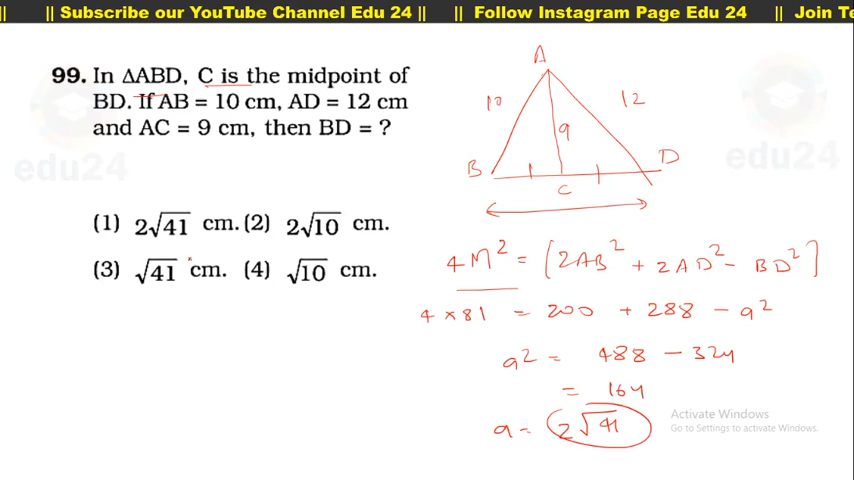 || || Subscribe our YouTube Channel Edu 24 || || Follow Instagram Page Edu 24 || Join Te
99. In ΔABD, C is the midpoint of
BD. If AB = 10 cm, AD = 12 cm
and AC = 9 cm, then BD = ?
(1) 2√41 cm. (2) 2√10 cm.
(3) √41 cm. (4) √10 cm.
edu24
edu24
A
10
12
9
B
D
C
4M² = [2AB² + 2AD² - BD²]
4 × 81 = 200 + 288 - a²
a² = 488 - 324
= 164
a = 2√41
Activate Windows
Go to Settings to activate Windows.